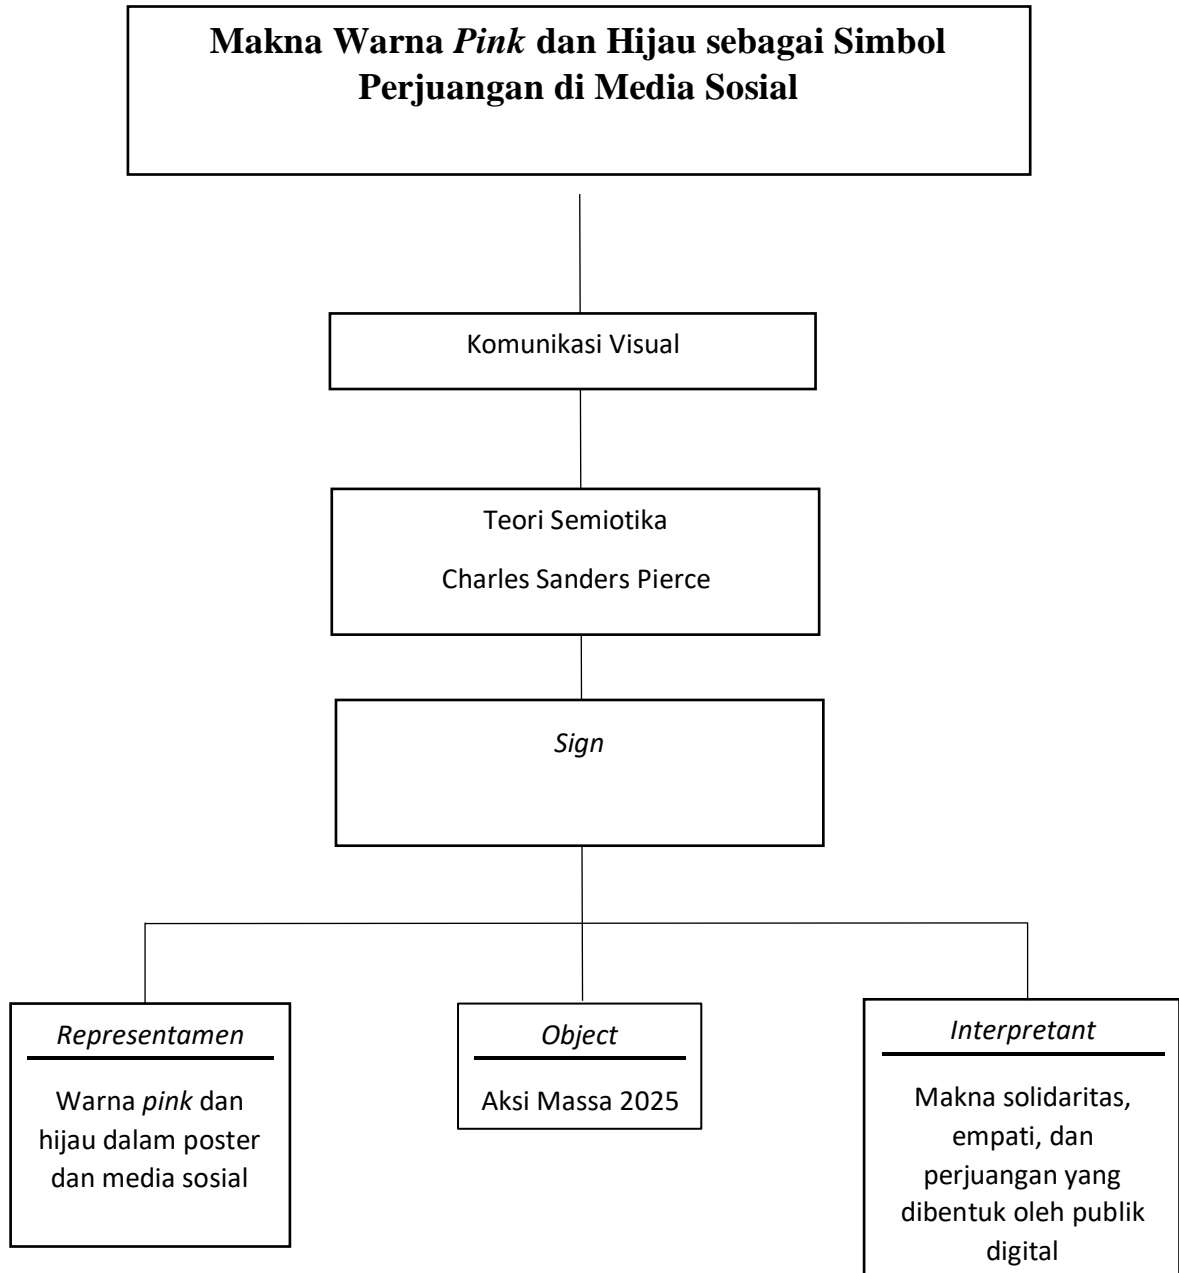 Makna Warna Pink dan Hijau sebagai Simbol
Perjuangan di Media Sosial
Komunikasi Visual
Teori Semiotika
Charles Sanders Pierce
Sign
Representamen
Warna pink dan
hijau dalam poster
dan media sosial
Object
Aksi Massa 2025
Interpretant
Makna solidaritas,
empati, dan
perjuangan yang
dibentuk oleh publik
digital